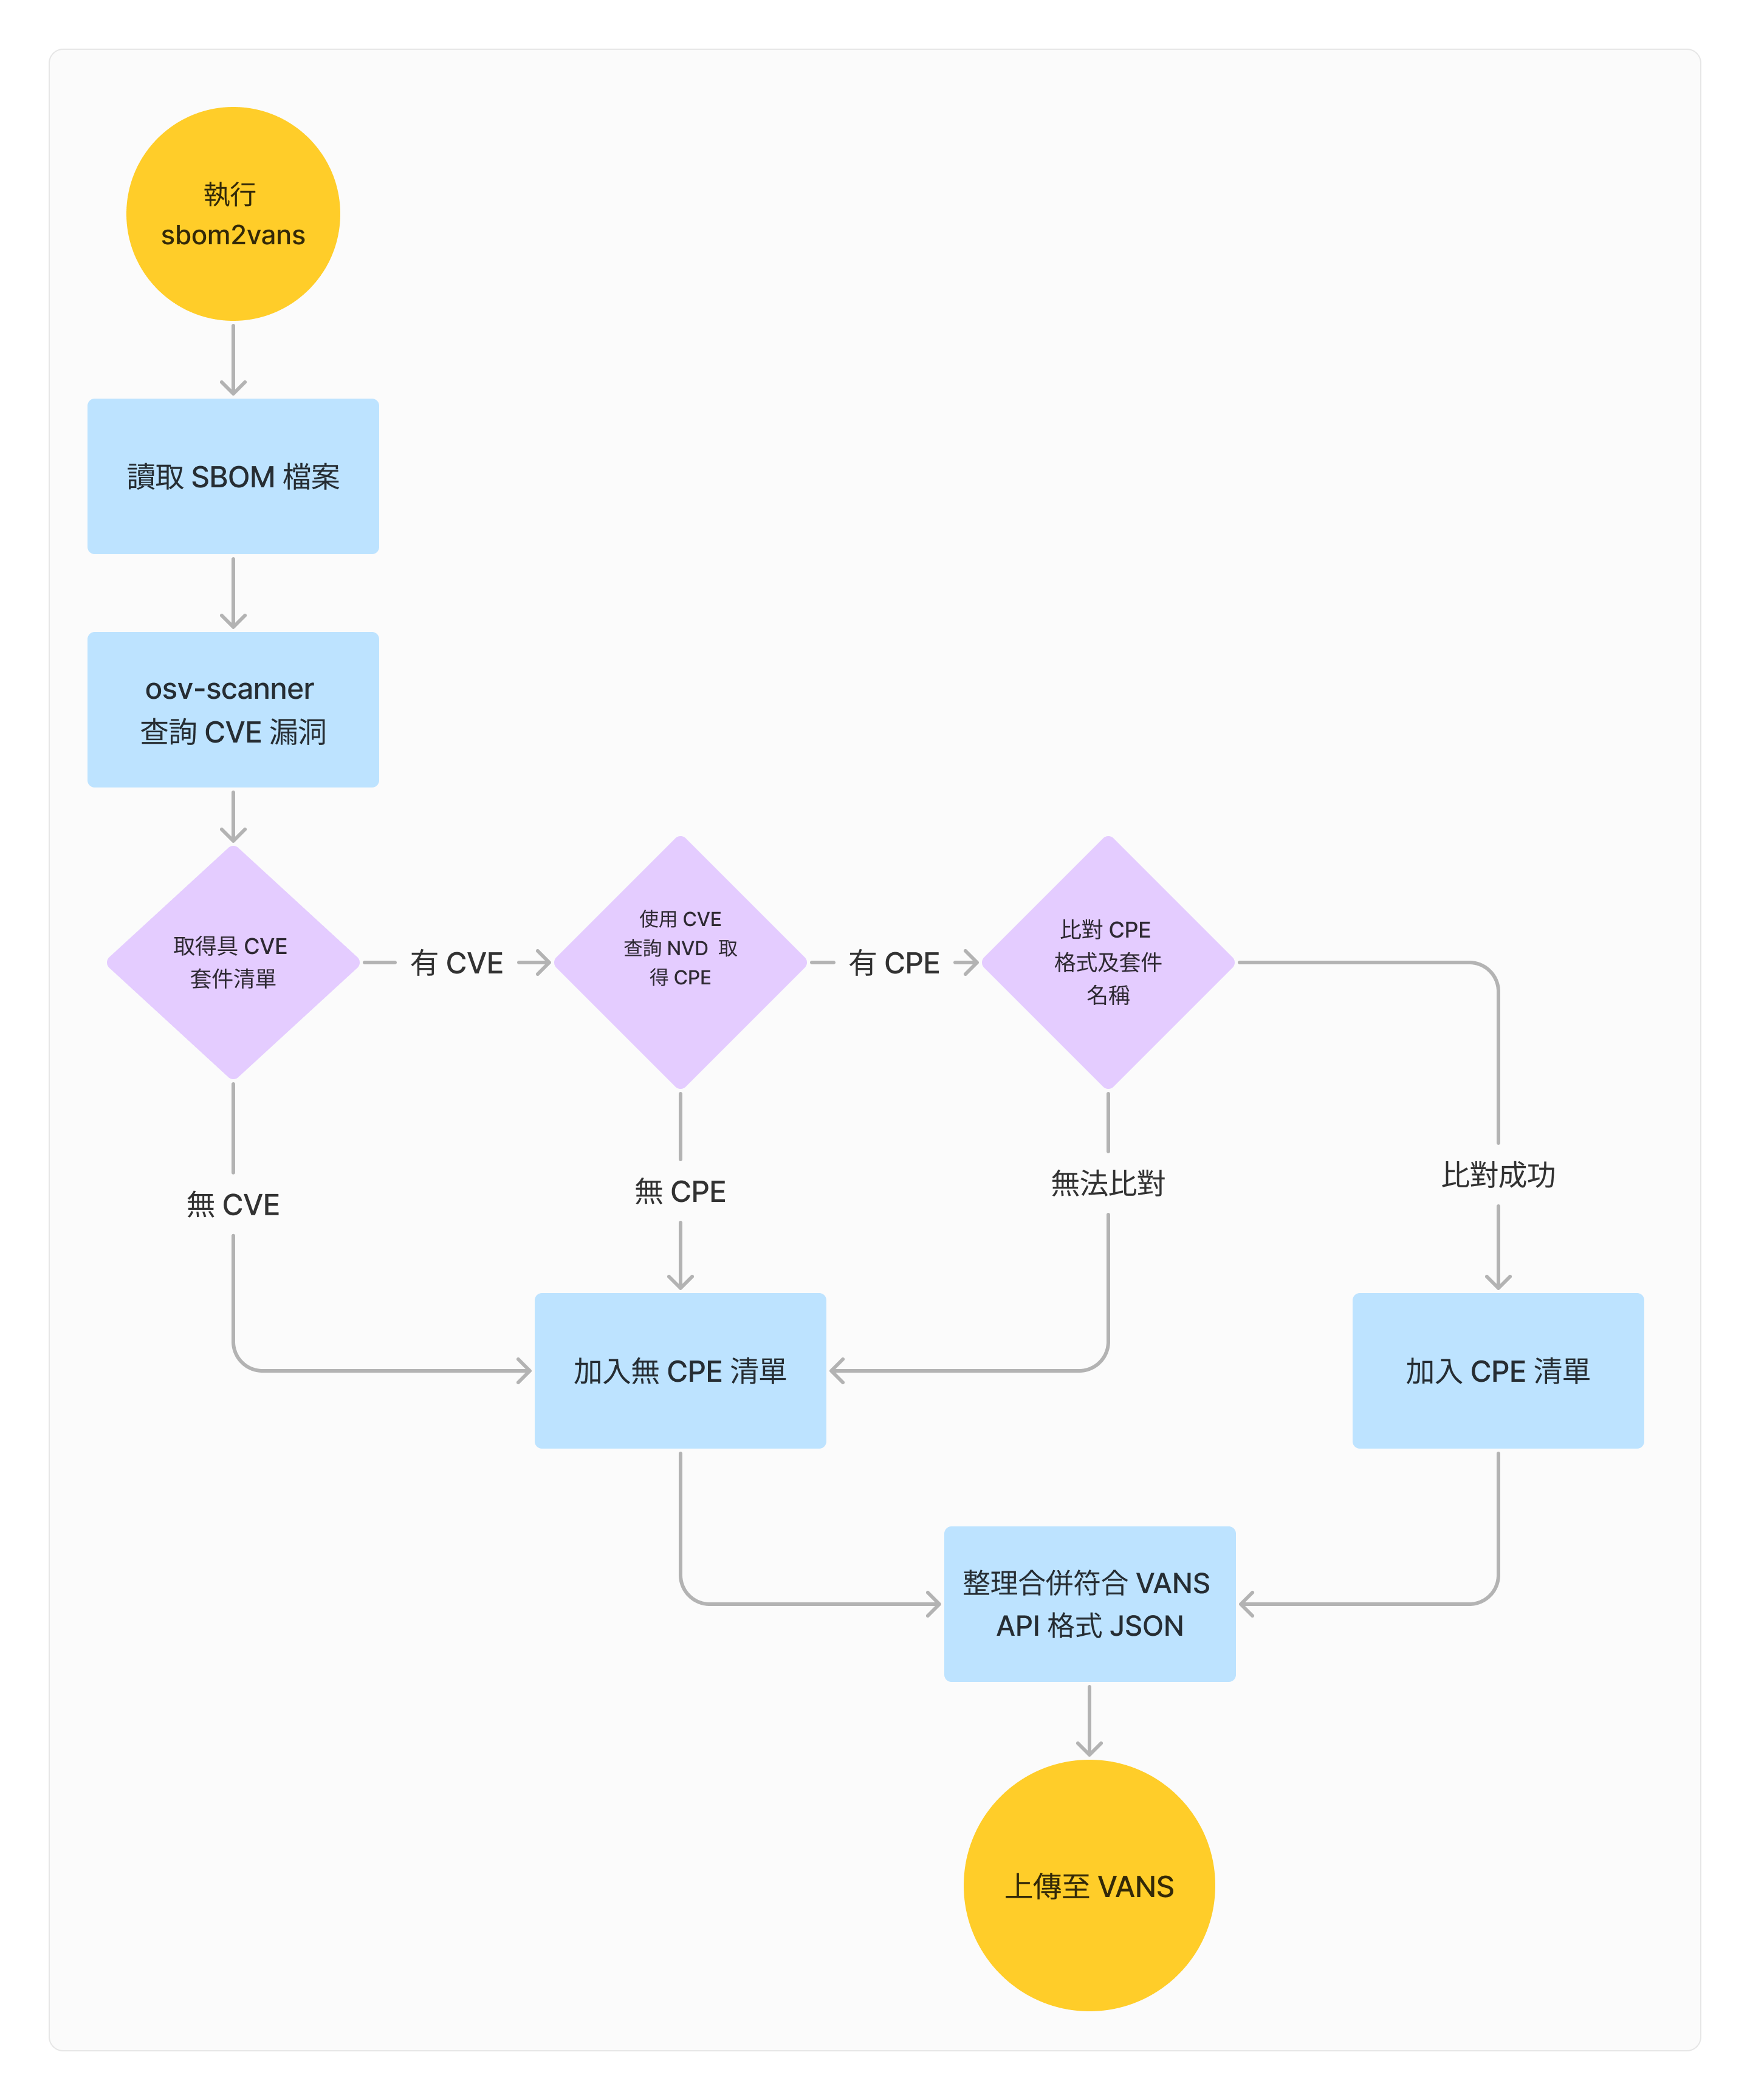 執行
sbom2vans
讀取 SBOM 檔案
osv-scanner
查詢 CVE 漏洞
取得具 CVE
套件清單
有 CVE
使用 CVE
查詢 NVD 取
得 CPE
有 CPE
比對 CPE
格式及套件
名稱
無 CVE
無 CPE
無法比對
比對成功
加入無 CPE 清單
加入 CPE 清單
整理合併符合 VANS
API 格式 JSON
上傳至 VANS